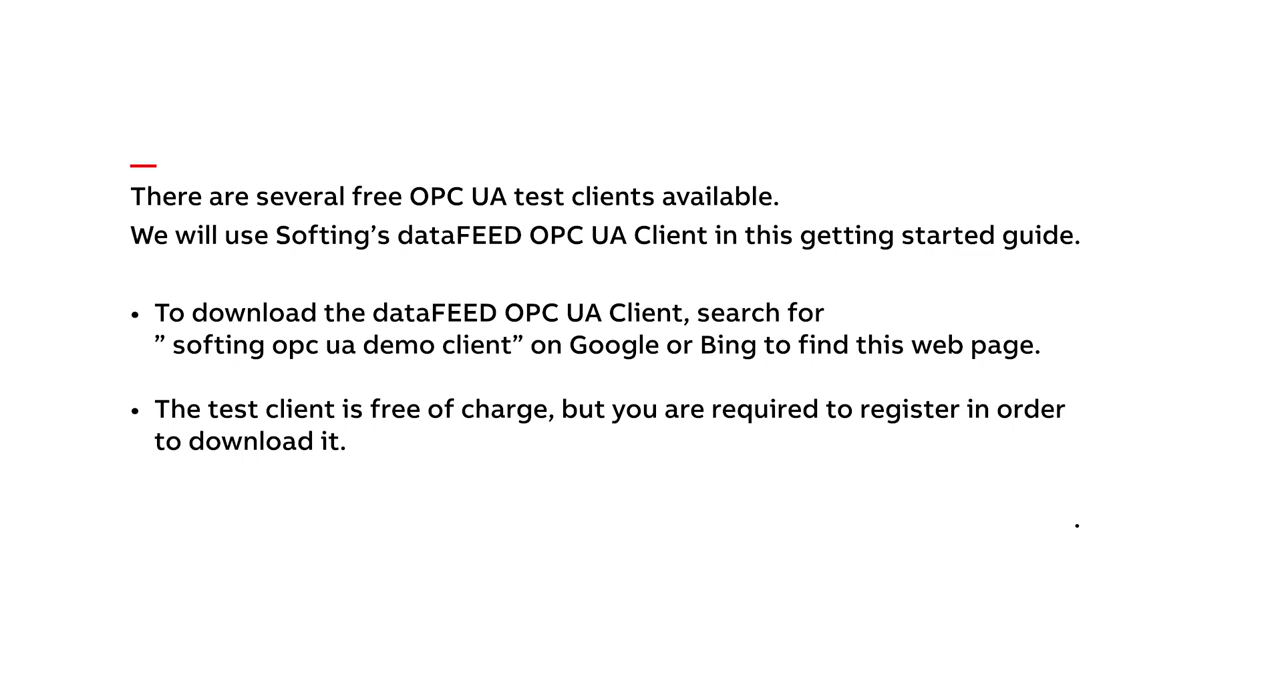 There are several free OPC UA test clients available.
We will use Softing’s dataFEED OPC UA Client in this getting started guide.
• To download the dataFEED OPC UA Client, search for
” softing opc ua demo client” on Google or Bing to find this web page.
• The test client is free of charge, but you are required to register in order
to download it.
.